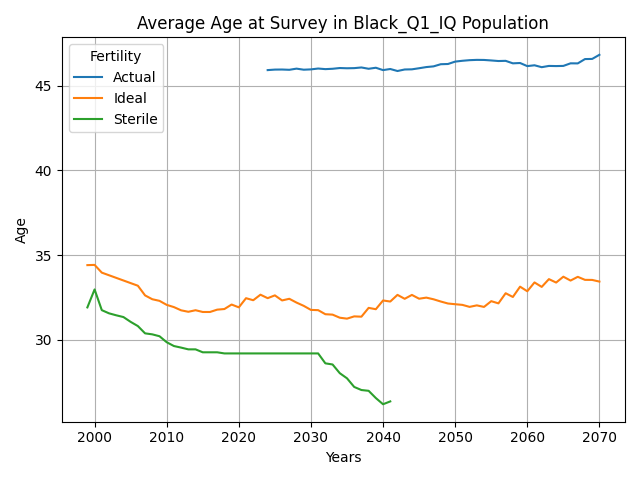 Average Age at Survey in Black_Q1_IQ Population
Fertility
Actual
Ideal
Sterile
Age
45
40
35
30
2000 2010 2020 2030 2040 2050 2060 2070
Years